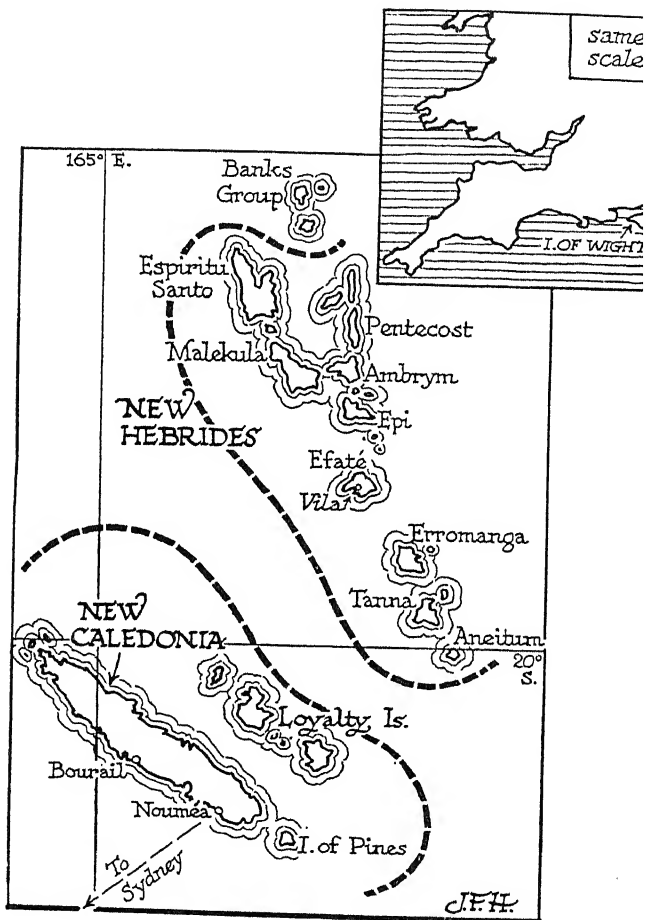 same
scale
I. OF WIGHT
165° E.
Banks
Group
Espiritu
Santo
Pentecost
Malekula
Ambrym
NEW
HEBRIDES
Epi
Efaté
Vila
Erromanga
Tanna
Aneitum
20°
S.
NEW
CALEDONIA
Loyalty Is.
Bourail
Nouméa
I. of Pines
To
Sydney
J.F.H.